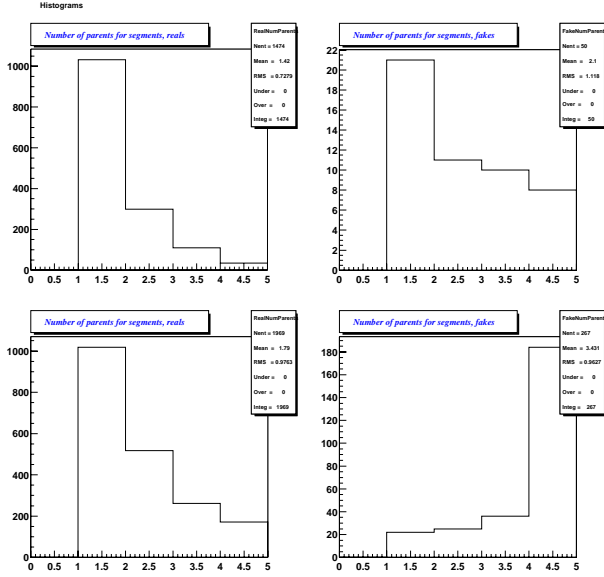 Histograms
Number of parents for segments, reals
RealNumParents
Nent = 1474
Mean = 1.42
RMS = 0.7279
Under = 0
Over = 0
Integ = 1474
1000
800
600
400
200
0
0 0.5 1 1.5 2 2.5 3 3.5 4 4.5 5
Number of parents for segments, fakes
FakeNumParents
Nent = 50
Mean = 2.1
RMS = 1.118
Under = 0
Over = 0
Integ = 50
22
20
18
16
14
12
10
8
6
4
2
0
0 0.5 1 1.5 2 2.5 3 3.5 4 4.5 5
Number of parents for segments, reals
RealNumParents
Nent = 1969
Mean = 1.79
RMS = 0.9763
Under = 0
Over = 0
Integ = 1969
1000
800
600
400
200
0
0 0.5 1 1.5 2 2.5 3 3.5 4 4.5 5
Number of parents for segments, fakes
FakeNumParents
Nent = 267
Mean = 3.431
RMS = 0.9627
Under = 0
Over = 0
Integ = 267
180
160
140
120
100
80
60
40
20
0
0 0.5 1 1.5 2 2.5 3 3.5 4 4.5 5